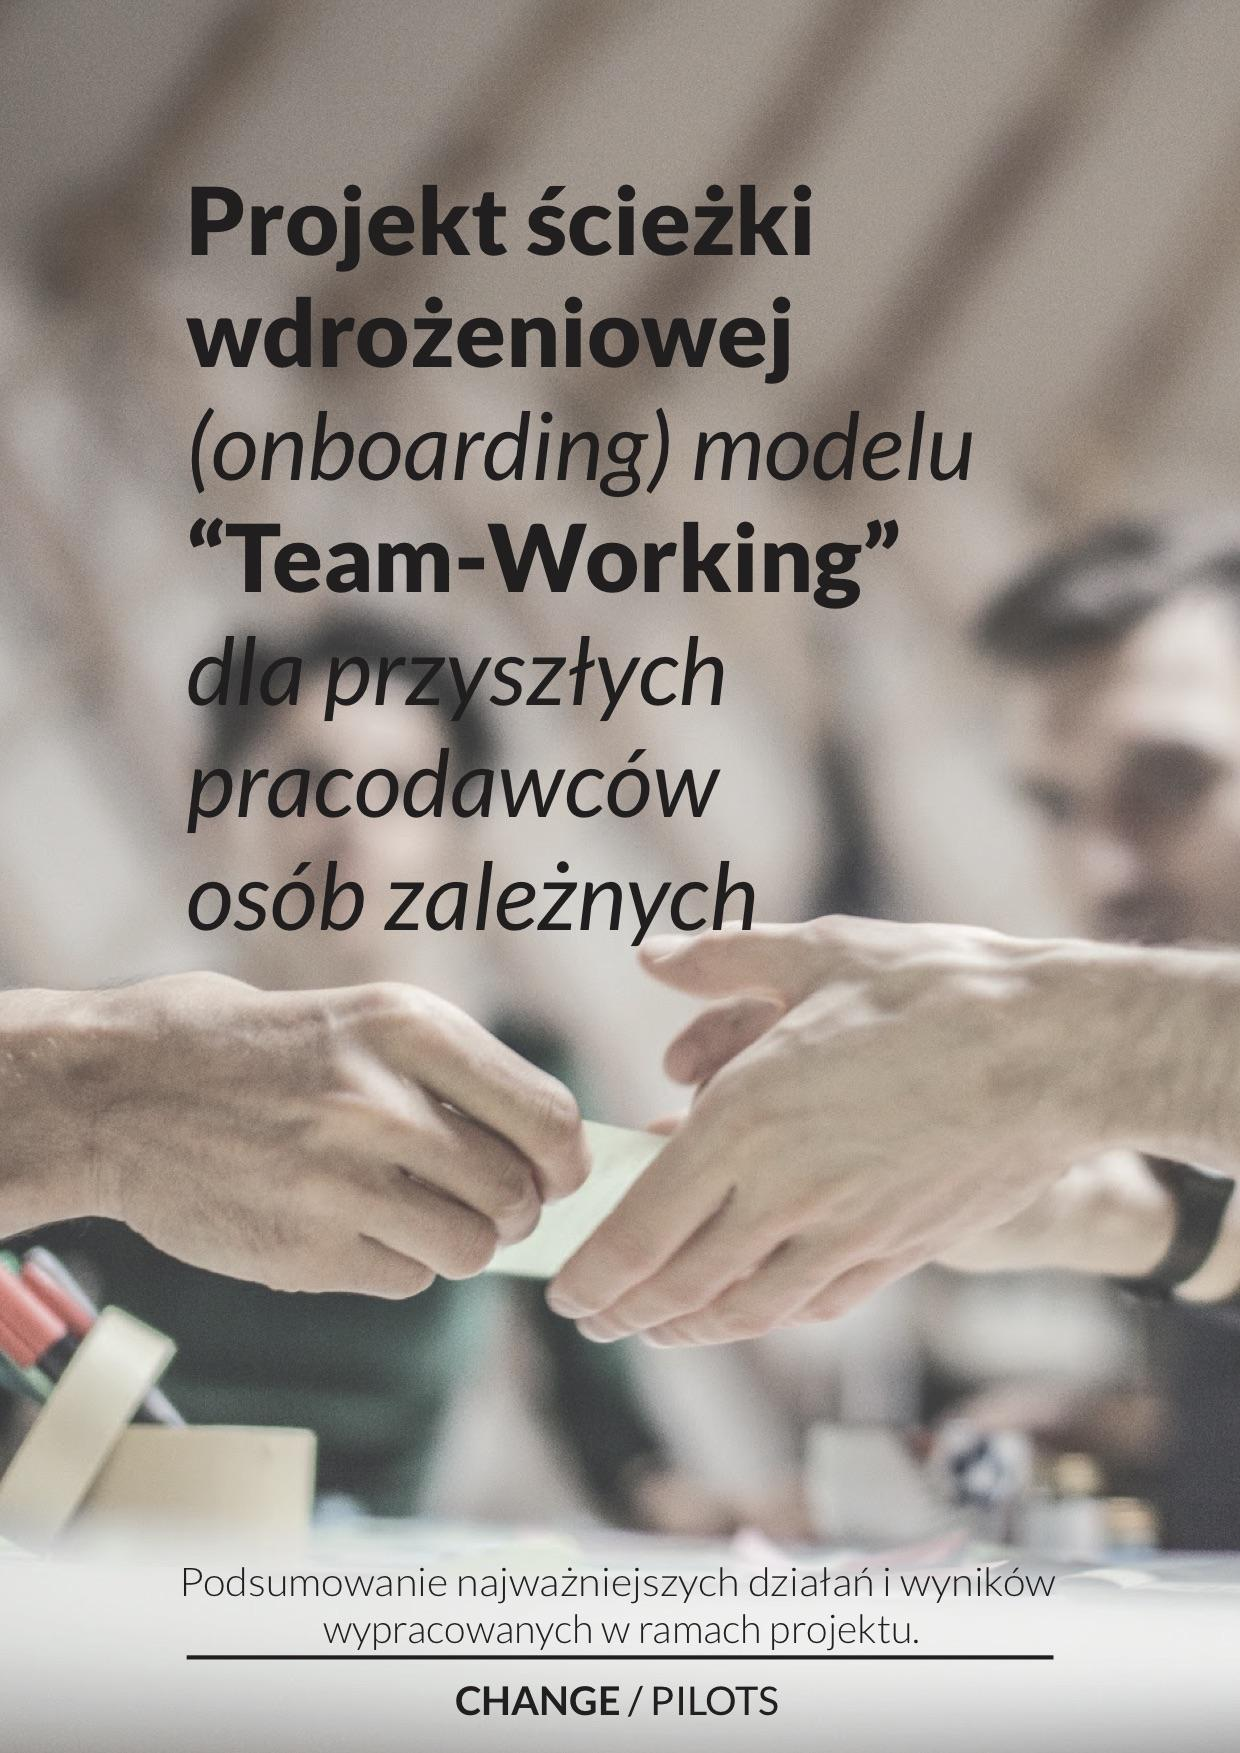 Projekt ścieżki
wdrożeniowej
(onboarding) modelu
“Team-Working”
dla przyszłych
pracodawców
osób zależnych
Podsumowanie najważniejszych działań i wyników
wypracowanych w ramach projektu.
CHANGE / PILOTS